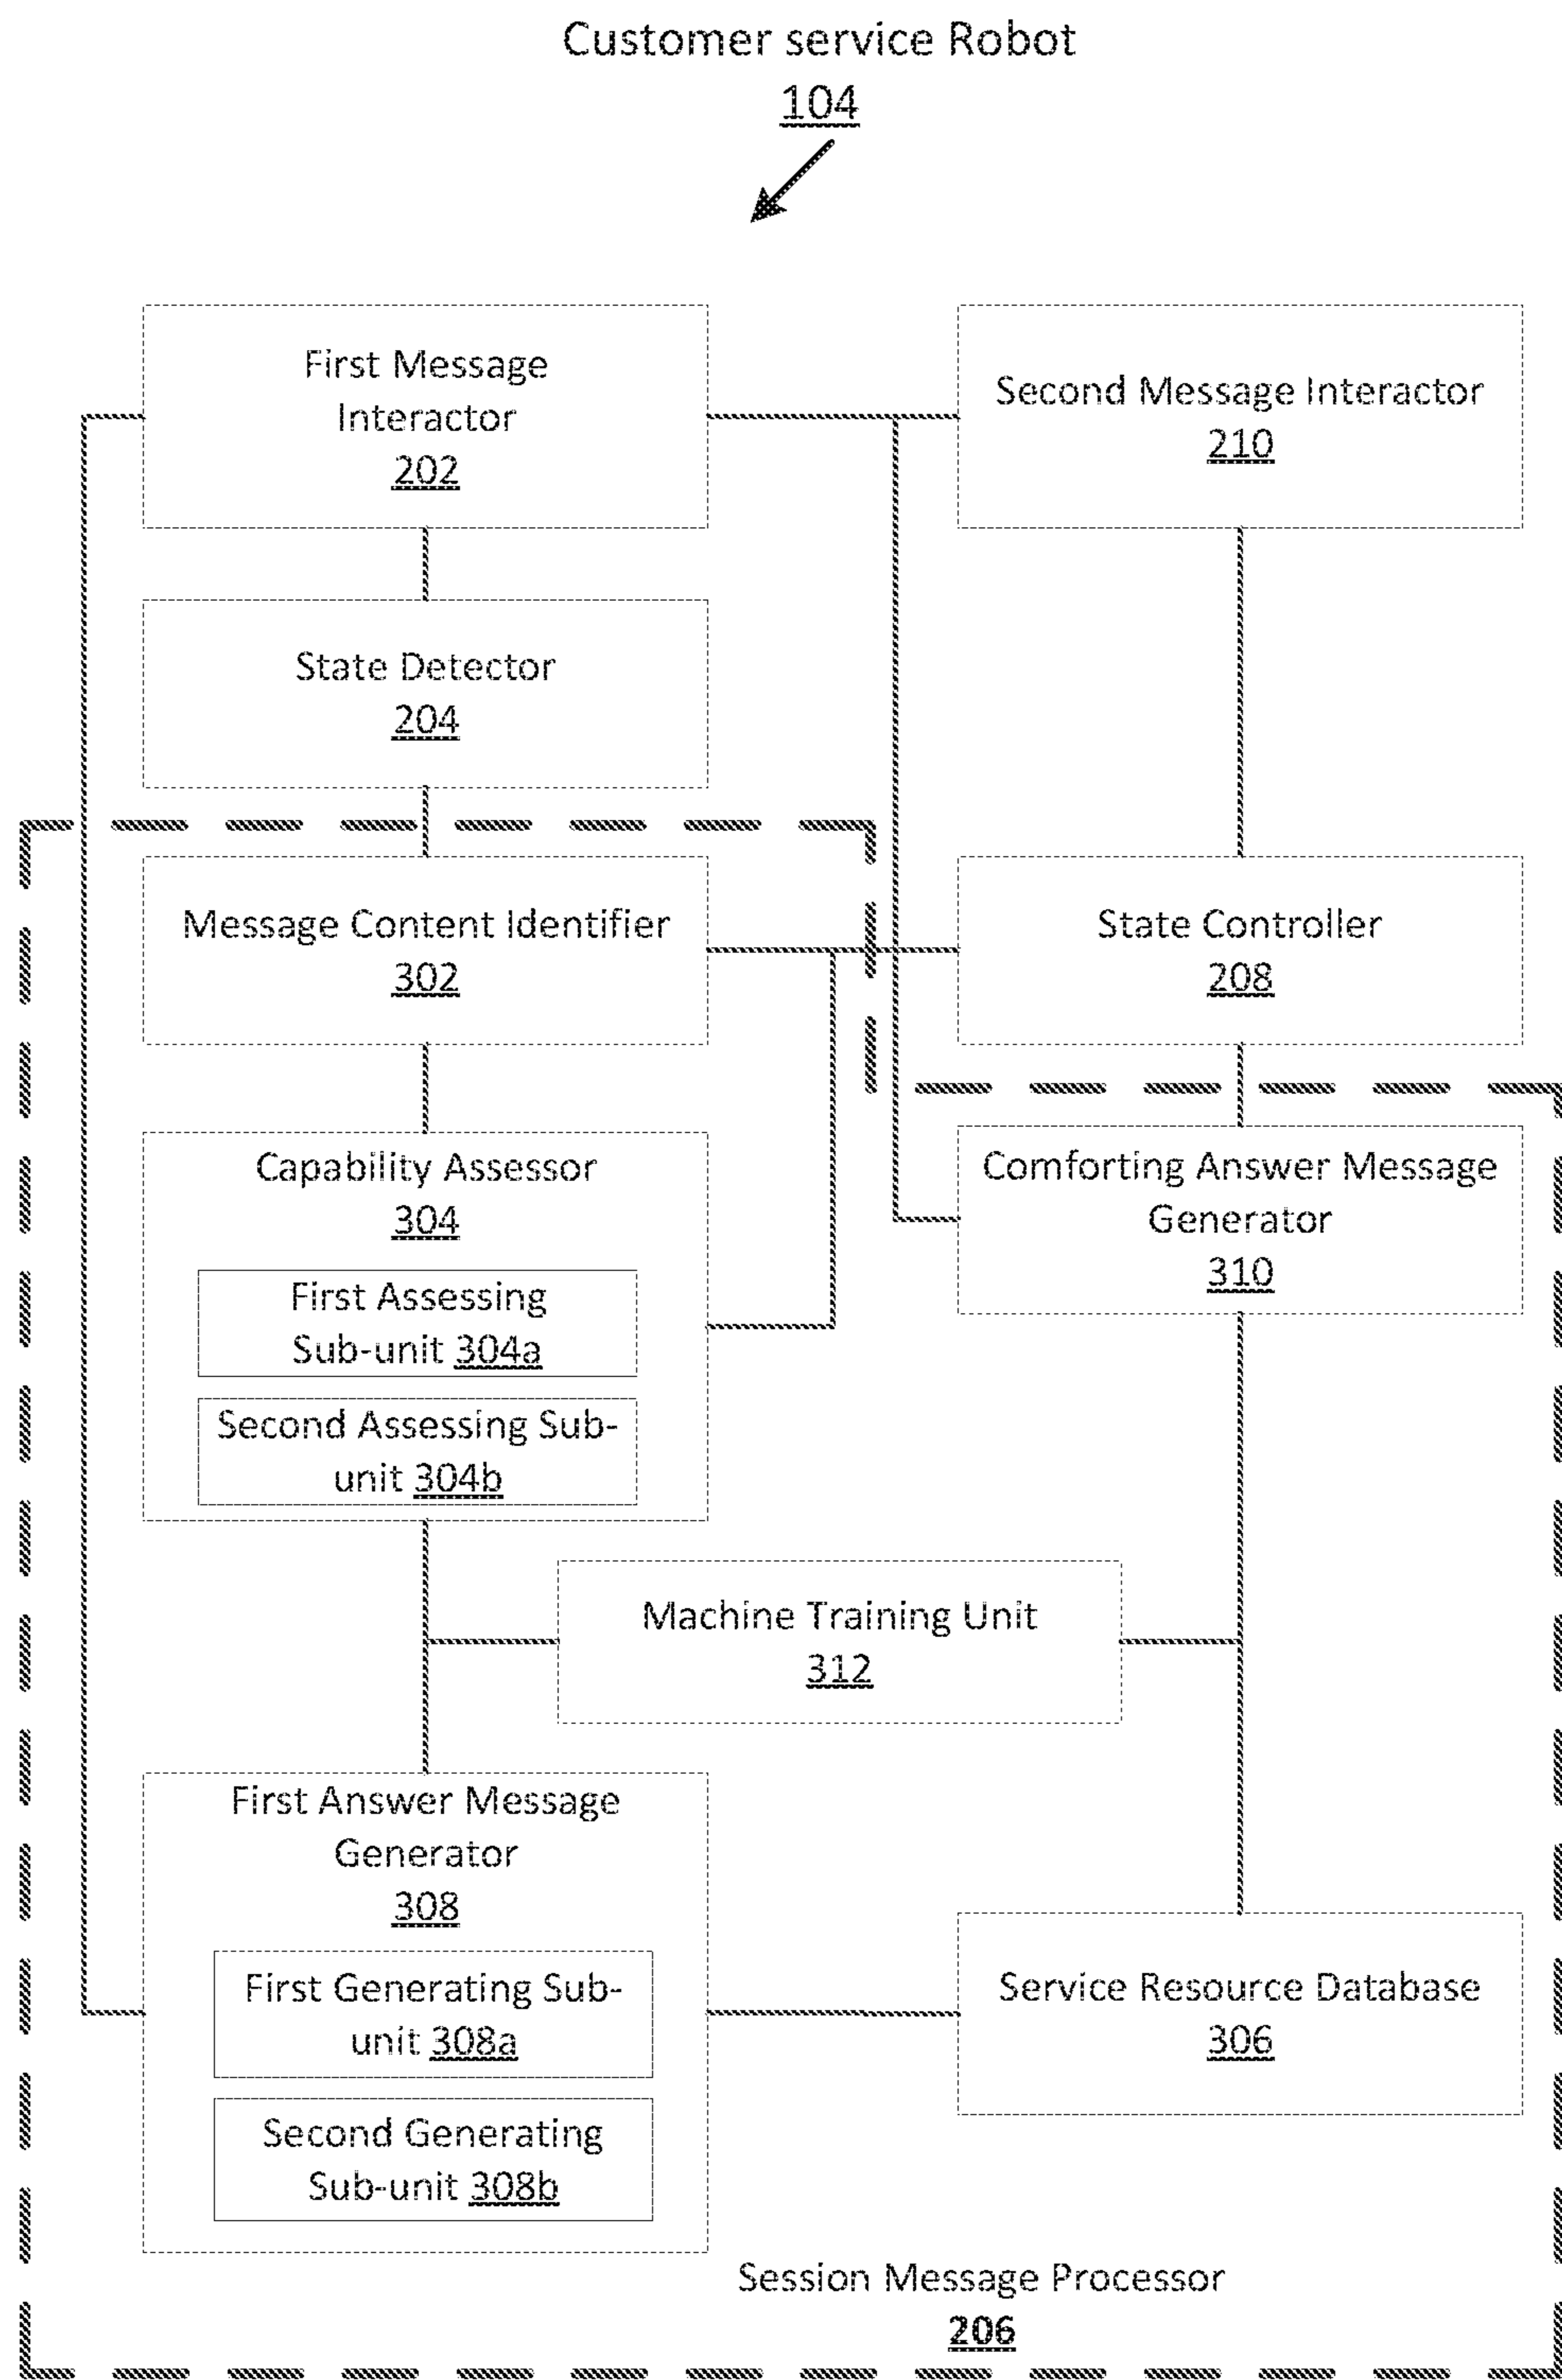 Customer service Robot
104
First Message
Interactor
202
Second Message Interactor
210
State Detector
204
Message Content Identifier
302
State Controller
208
Capability Assessor
304
First Assessing
Sub-unit 304a
Second Assessing Sub-
unit 304b
Comforting Answer Message
Generator
310
Machine Training Unit
312
First Answer Message
Generator
308
First Generating Sub-
unit 308a
Second Generating
Sub-unit 308b
Service Resource Database
306
Session Message Processor
206